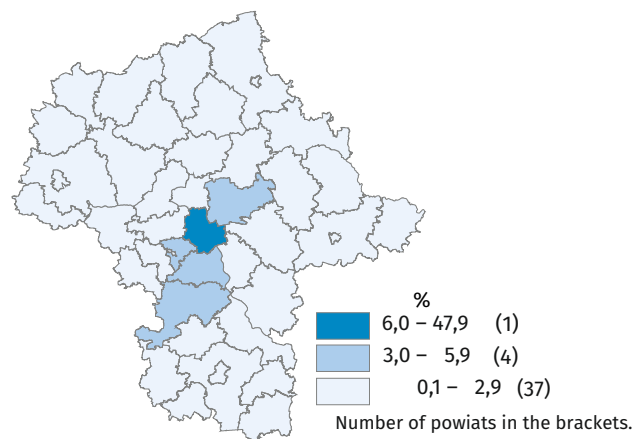 %
6,0 – 47,9 (1)
3,0 – 5,9 (4)
0,1 – 2,9 (37)
Number of powiats in the brackets.